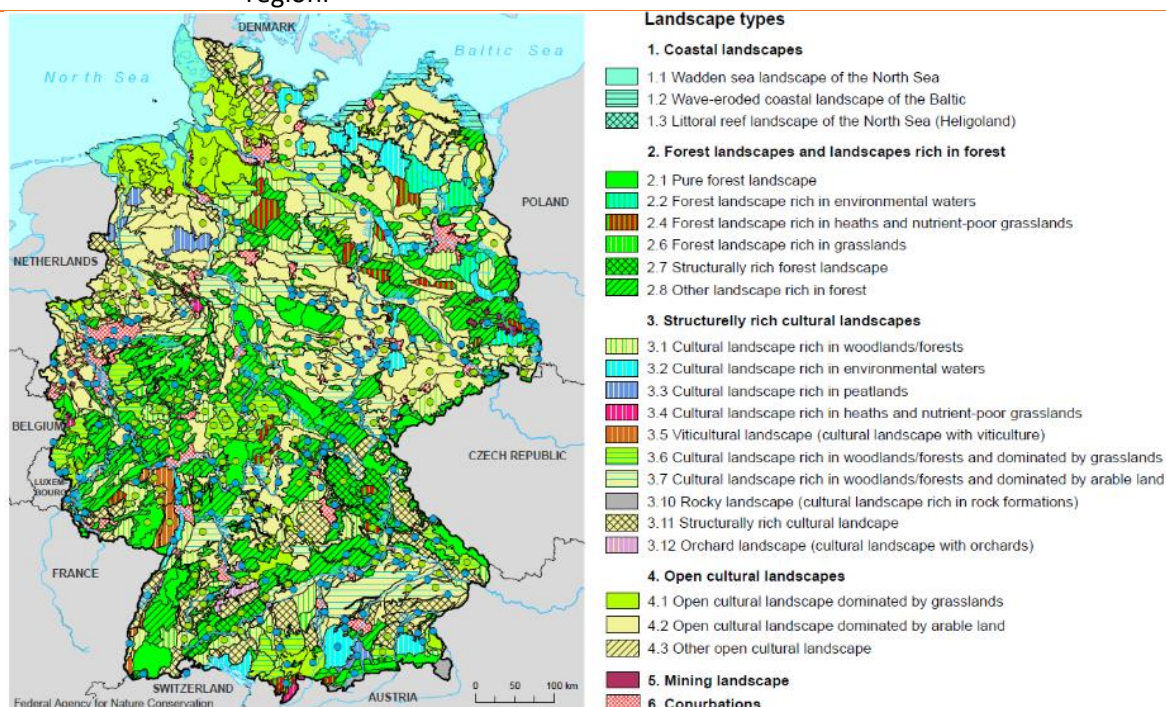 region.
DENMARK
North Sea
Baltic Sea
POLAND
NETHERLANDS
BELGIUM
LUXEM-
BOURG
CZECH REPUBLIC
FRANCE
SWITZERLAND
AUSTRIA
0 50 100 km
Federal Agency for Nature Conservation
Landscape types
1. Coastal landscapes
1.1 Wadden sea landscape of the North Sea
1.2 Wave-eroded coastal landscape of the Baltic
1.3 Littoral reef landscape of the North Sea (Heligoland)
2. Forest landscapes and landscapes rich in forest
2.1 Pure forest landscape
2.2 Forest landscape rich in environmental waters
2.4 Forest landscape rich in heaths and nutrient-poor grasslands
2.6 Forest landscape rich in grasslands
2.7 Structurally rich forest landscape
2.8 Other landscape rich in forest
3. Structurelly rich cultural landscapes
3.1 Cultural landscape rich in woodlands/forests
3.2 Cultural landscape rich in environmental waters
3.3 Cultural landscape rich in peatlands
3.4 Cultural landscape rich in heaths and nutrient-poor grasslands
3.5 Viticultural landscape (cultural landscape with viticulture)
3.6 Cultural landscape rich in woodlands/forests and dominated by grasslands
3.7 Cultural landscape rich in woodlands/forests and dominated by arable land
3.10 Rocky landscape (cultural landscape rich in rock formations)
3.11 Structurally rich cultural landcape
3.12 Orchard landscape (cultural landscape with orchards)
4. Open cultural landscapes
4.1 Open cultural landscape dominated by grasslands
4.2 Open cultural landscape dominated by arable land
4.3 Other open cultural landscape
5. Mining landscape
6. Conurbations